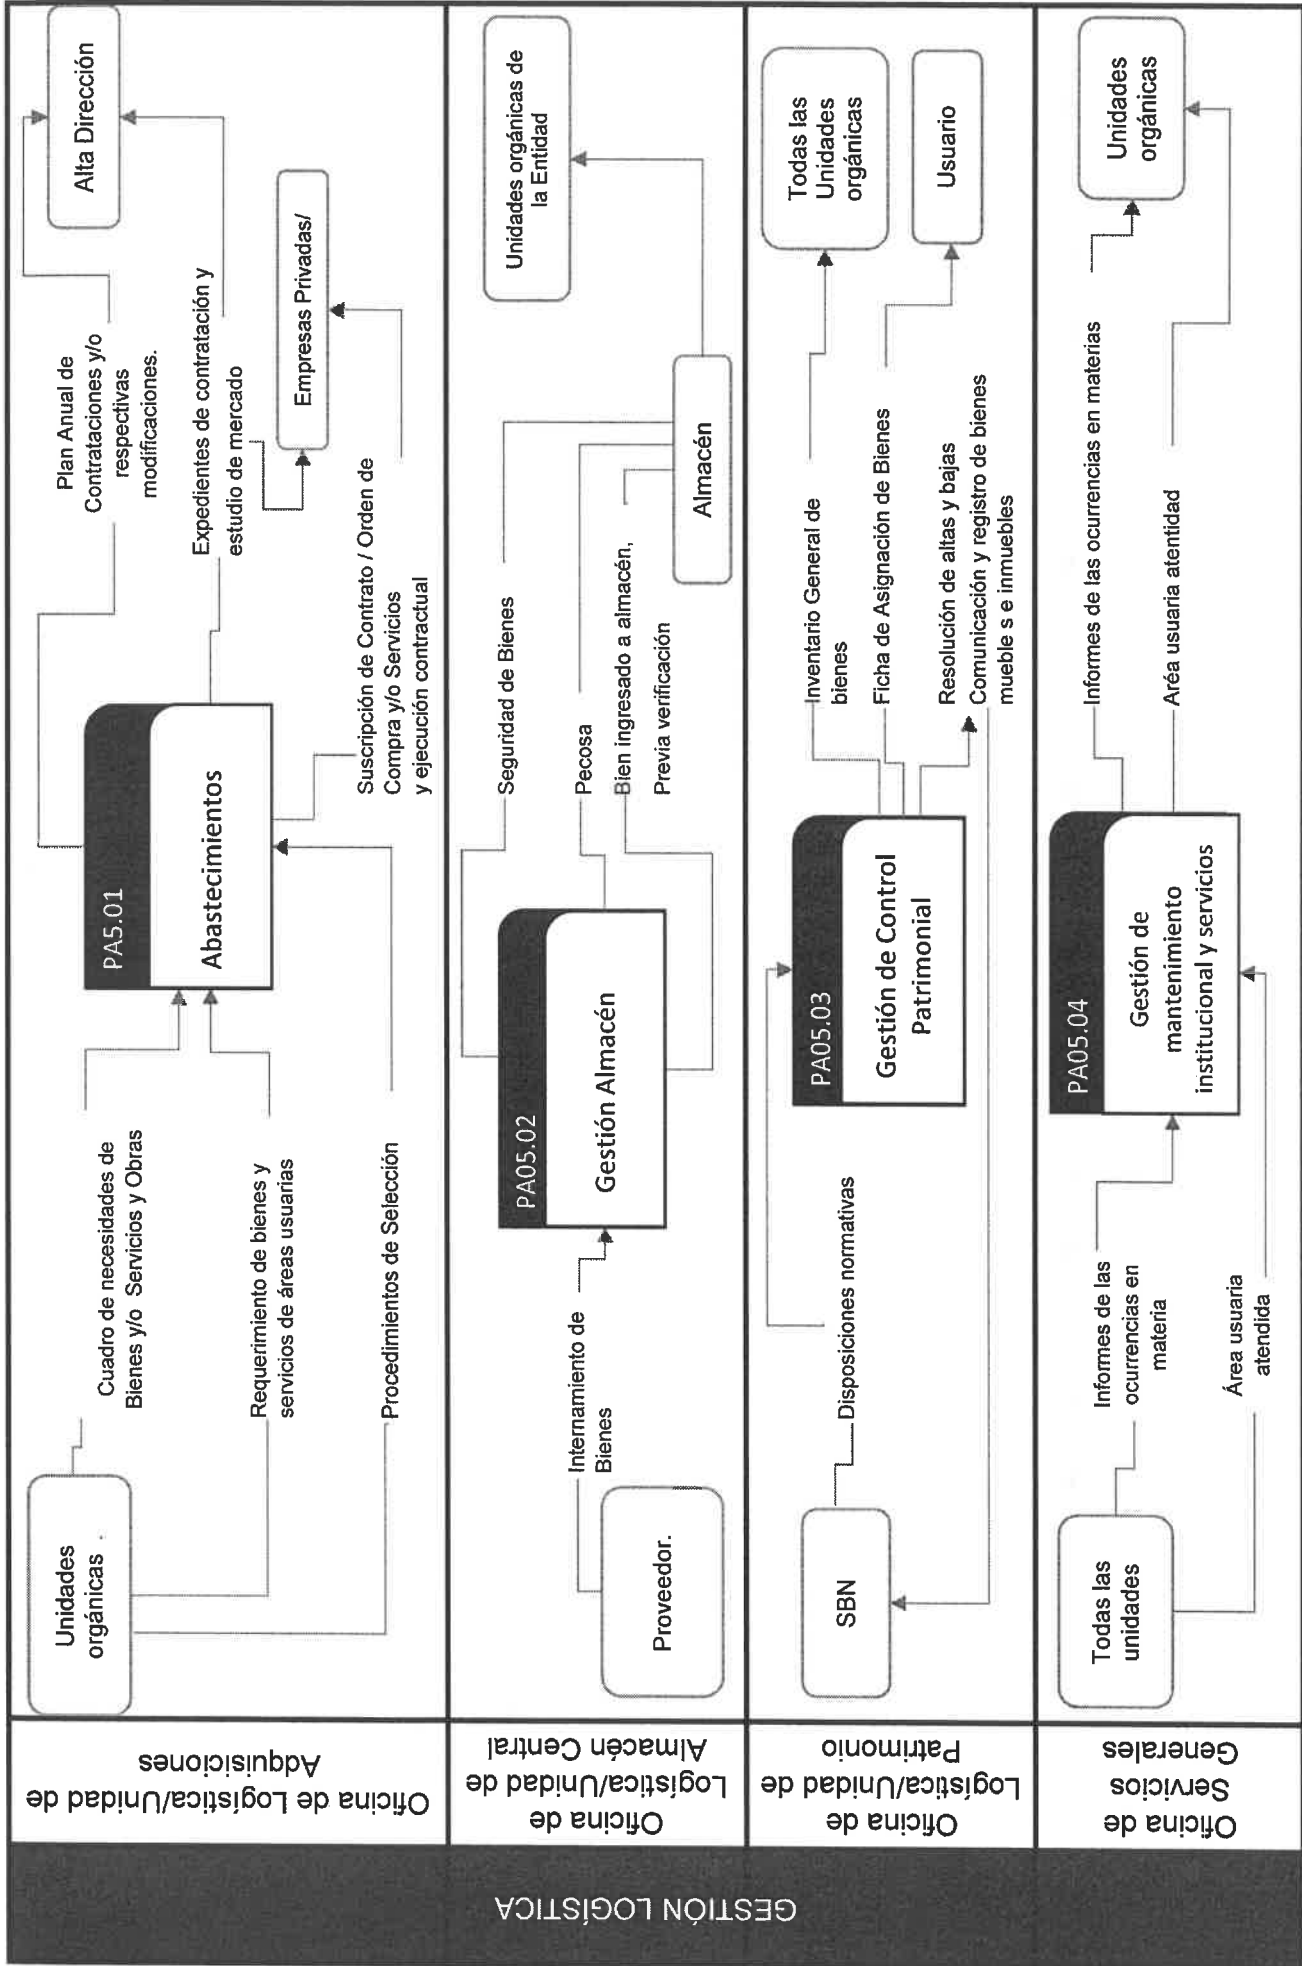 GESTIÓN LOGÍSTICA
Oficina de Logística/Unidad de
Adquisiciones
Unidades
orgánicas .
Cuadro de necesidades de
Bienes y/o Servicios y Obras
Requerimiento de bienes y
servicios de áreas usuarias
Procedimientos de Selección
PA5.01
Abastecimientos
Plan Anual de
Contrataciones y/o
respectivas
modificaciones.
Expedientes de contratación y
estudio de mercado
Suscripción de Contrato / Orden de
Compra y/o Servicios
y ejecución contractual
Alta Dirección
Empresas Privadas/
Oficina de
Logística/Unidad de
Almacén Central
Proveedor.
Internamiento de
Bienes
PA05.02
Gestión Almacén
Seguridad de Bienes
Pecosa
Bien ingresado a almacén,
Previa verificación
Almacén
Unidades orgánicas de
la Entidad
Oficina de
Logística/Unidad de
Patrimonio
SBN
Disposiciones normativas
PA05.03
Gestión de Control
Patrimonial
Inventario General de
bienes
Ficha de Asignación de Bienes
Resolución de altas y bajas
Comunicación y registro de bienes
mueble s e inmuebles
Todas las
Unidades
orgánicas
Usuario
Oficina de
Servicios
Generales
Todas las
unidades
Informes de las
ocurrencias en
materia
Área usuaria
atendida
PA05.04
Gestión de
mantenimiento
institucional y servicios
Informes de las ocurrencias en materias
Aréa usuaria atentidad
Unidades
orgánicas